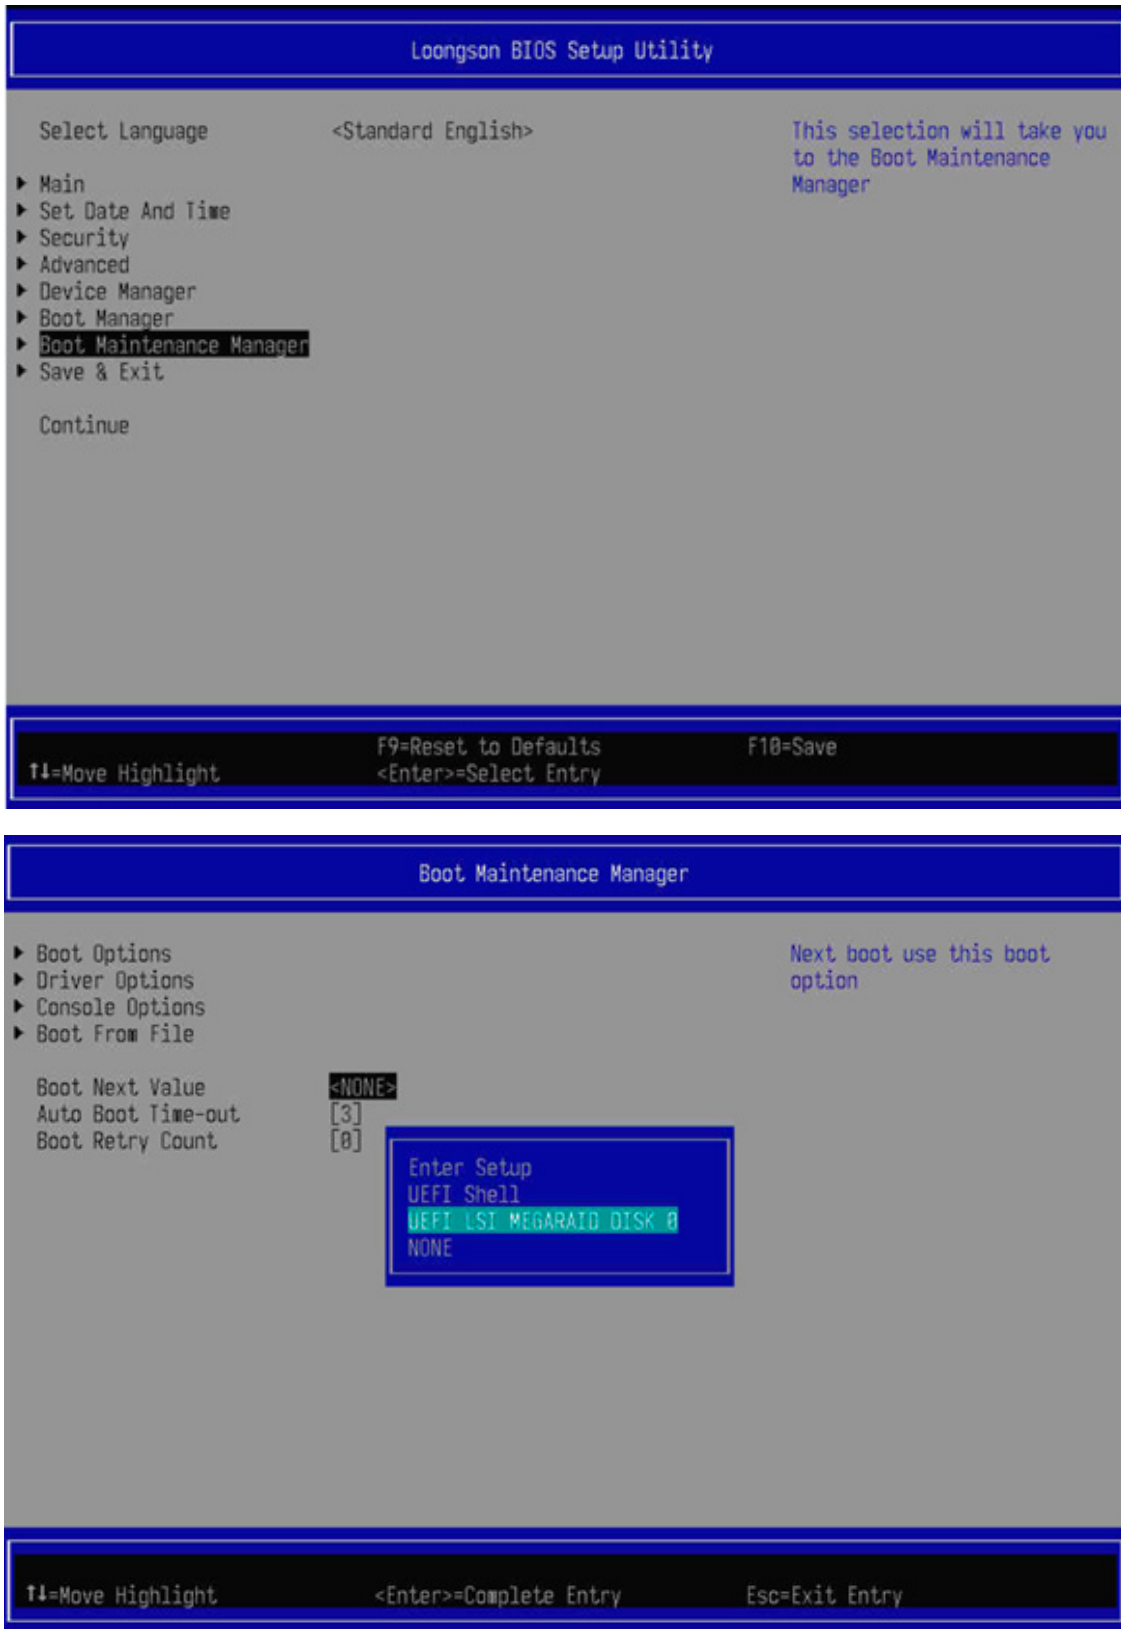 Loongson BIOS Setup Utility
Select Language <Standard English> This selection will take you
to the Boot Maintenance
Manager
Main
Set Date And Time
Security
Advanced
Device Manager
Boot Manager
Boot Maintenance Manager
Save & Exit
Continue
F9=Reset to Defaults F10=Save
↑↓=Move Highlight <Enter>=Select Entry
Boot Maintenance Manager
Boot Options Next boot use this boot
Driver Options option
Console Options
Boot From File
Boot Next Value <NONE>
Auto Boot Time-out [3]
Boot Retry Count [0]
Enter Setup
UEFI Shell
UEFI LSI MEGARAID DISK 0
NONE
↑↓=Move Highlight <Enter>=Complete Entry Esc=Exit Entry